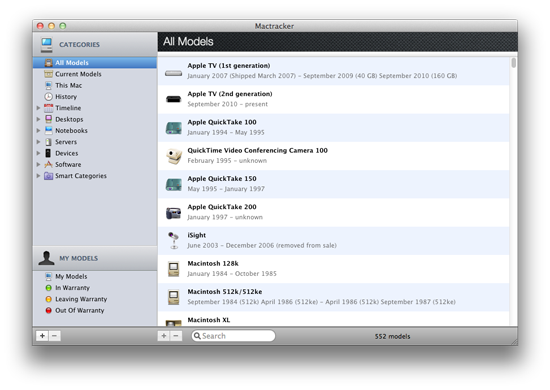 Mactracker
CATEGORIES
All Models
Current Models
This Mac
History
Timeline
Desktops
Notebooks
Servers
Devices
Software
Smart Categories
MY MODELS
My Models
In Warranty
Leaving Warranty
Out Of Warranty
All Models
Apple TV (1st generation)
January 2007 (Shipped March 2007) - September 2009 (40 GB) September 2010 (160 GB)
Apple TV (2nd generation)
September 2010 - present
Apple QuickTake 100
January 1994 - May 1995
QuickTime Video Conferencing Camera 100
February 1995 - unknown
Apple QuickTake 150
May 1995 - January 1997
Apple QuickTake 200
January 1997 - unknown
iSight
June 2003 - December 2006 (removed from sale)
Macintosh 128k
January 1984 - October 1985
Macintosh 512k/512ke
September 1984 (512k) April 1986 (512ke) - April 1986 (512k) September 1987 (512ke)
Macintosh XL
Search
552 models